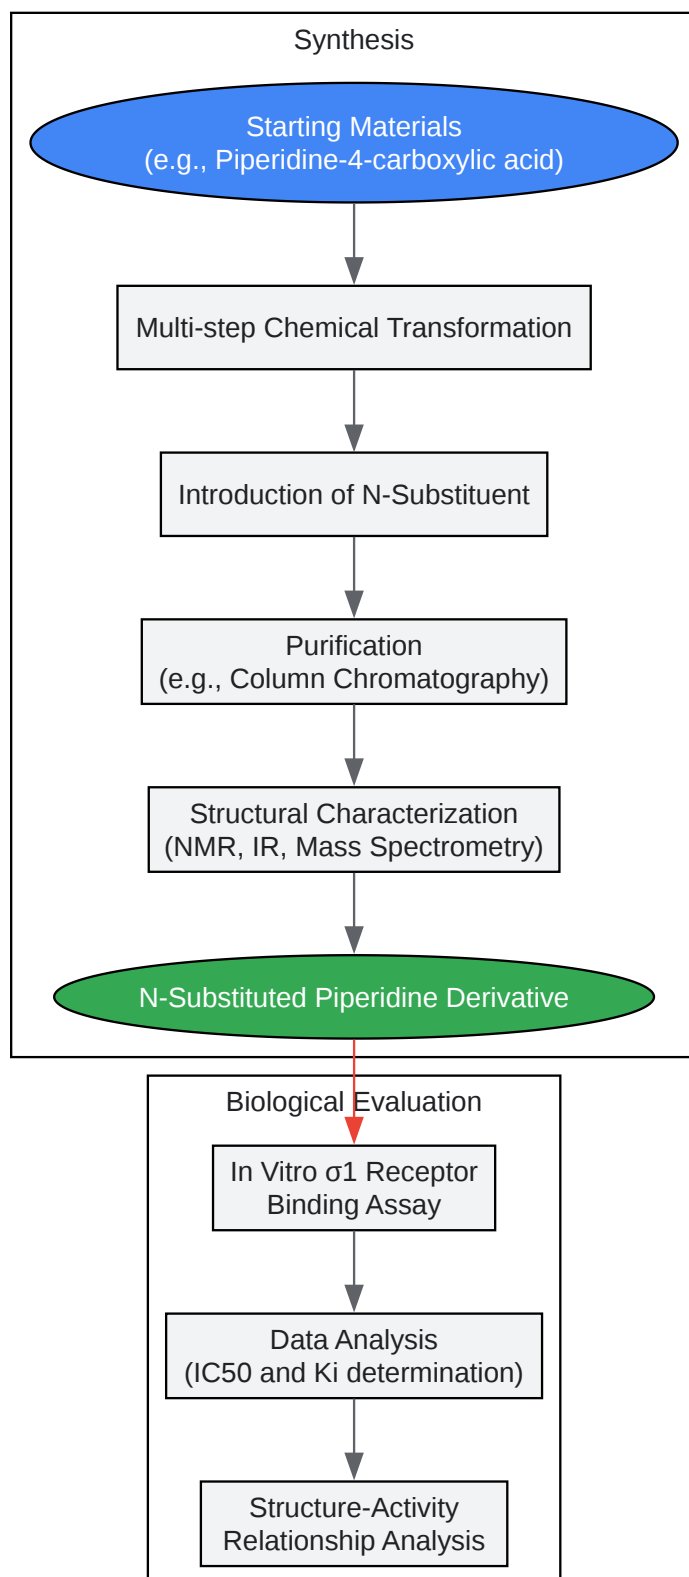 Synthesis
Starting Materials
(e.g., Piperidine-4-carboxylic acid)
Multi-step Chemical Transformation
Introduction of N-Substituent
Purification
(e.g., Column Chromatography)
Structural Characterization
(NMR, IR, Mass Spectrometry)
N-Substituted Piperidine Derivative
Biological Evaluation
In Vitro σ1 Receptor
Binding Assay
Data Analysis
(IC50 and Ki determination)
Structure-Activity
Relationship Analysis